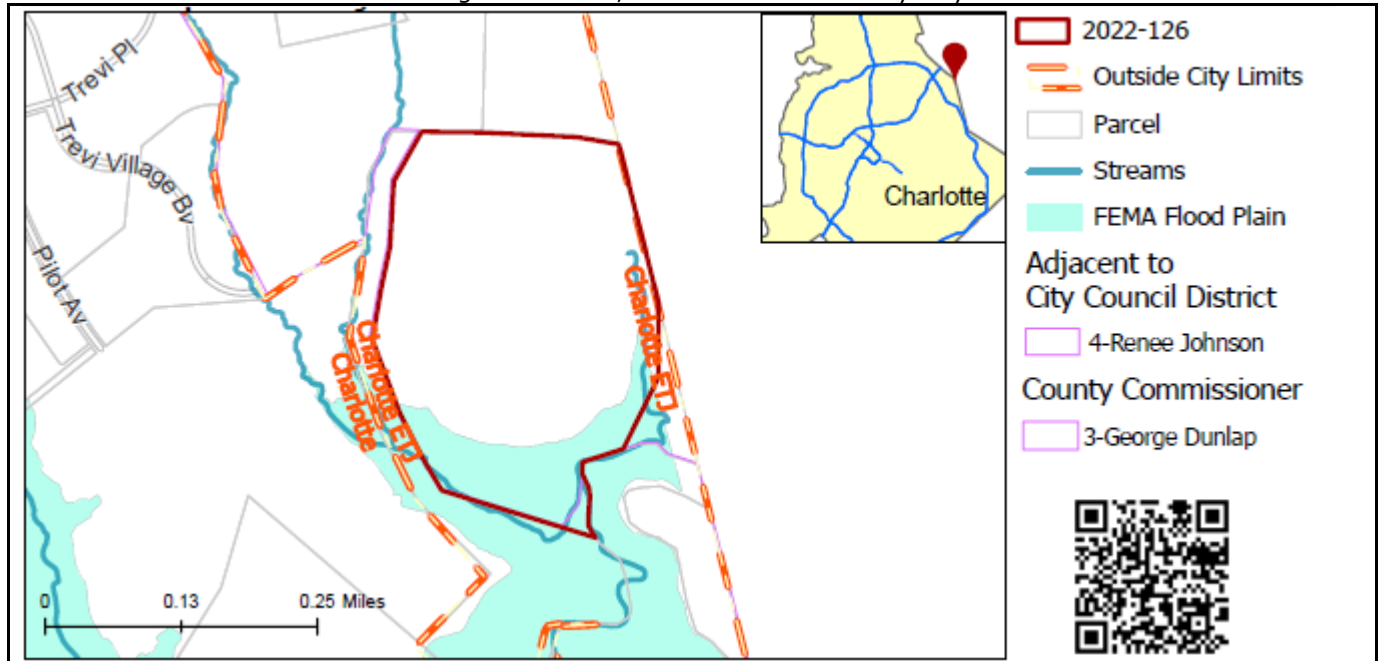 Trevi Pl
Trevi Village Bv
Pilot Av
Charlotte ETJ
Charlotte
Charlotte ETJ
0 0.13 0.25 Miles
Charlotte
2022-126
Outside City Limits
Parcel
Streams
FEMA Flood Plain
Adjacent to
City Council District
4-Renee Johnson
County Commissioner
3-George Dunlap